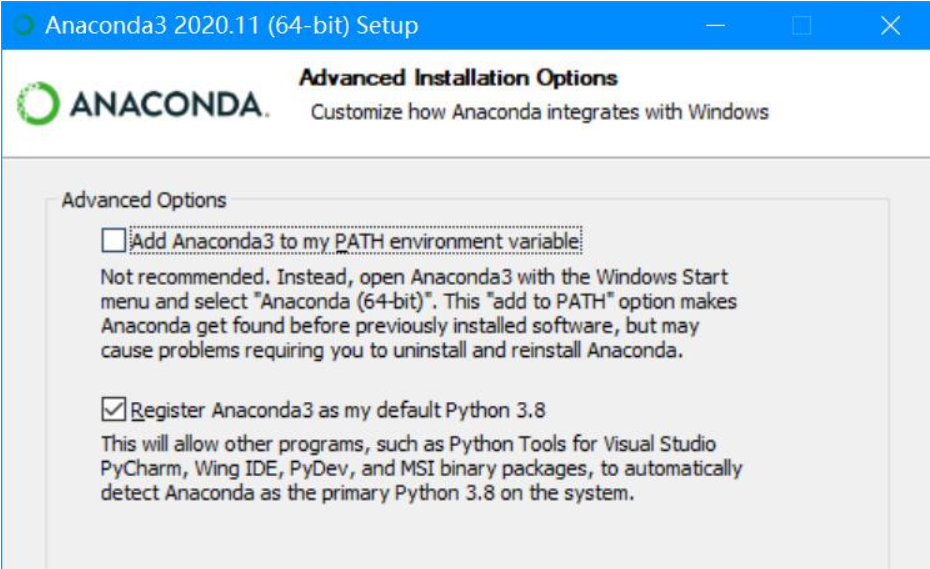 Anaconda3 2020.11 (64-bit) Setup
ANACONDA.
Advanced Installation Options
Customize how Anaconda integrates with Windows
Advanced Options
Add Anaconda3 to my PATH environment variable
Not recommended. Instead, open Anaconda3 with the Windows Start
menu and select "Anaconda (64-bit)". This "add to PATH" option makes
Anaconda get found before previously installed software, but may
cause problems requiring you to uninstall and reinstall Anaconda.
Register Anaconda3 as my default Python 3.8
This will allow other programs, such as Python Tools for Visual Studio
PyCharm, Wing IDE, PyDev, and MSI binary packages, to automatically
detect Anaconda as the primary Python 3.8 on the system.